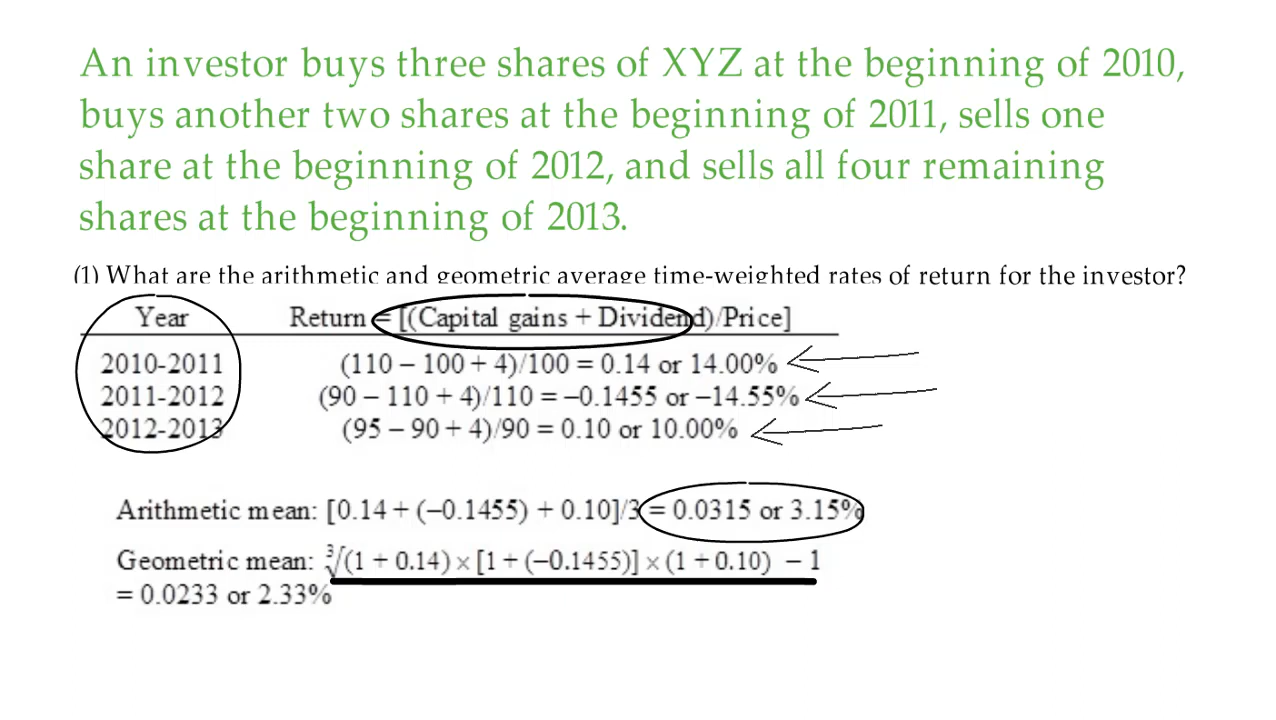 An investor buys three shares of XYZ at the beginning of 2010,
buys another two shares at the beginning of 2011, sells one
share at the beginning of 2012, and sells all four remaining
shares at the beginning of 2013.
(1) What are the arithmetic and geometric average time-weighted rates of return for the investor?
Year Return = [(Capital gains + Dividend)/Price]
2010-2011 (110 – 100 + 4)/100 = 0.14 or 14.00%
2011-2012 (90 – 110 + 4)/110 = –0.1455 or –14.55%
2012-2013 (95 – 90 + 4)/90 = 0.10 or 10.00%
Arithmetic mean: [0.14 + (–0.1455) + 0.10]/3 = 0.0315 or 3.15%
Geometric mean: ∛(1 + 0.14) × [1 + (–0.1455)] × (1 + 0.10) – 1
= 0.0233 or 2.33%